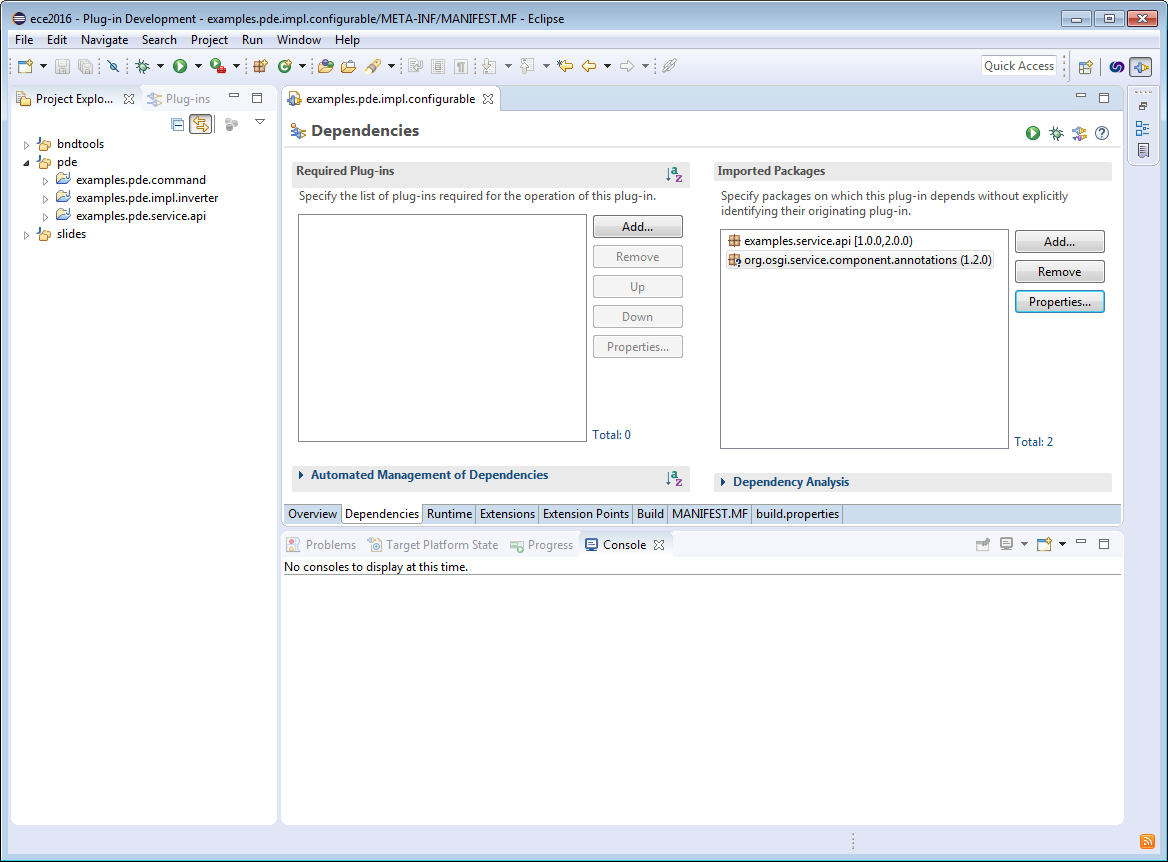 ece2016 - Plug-in Development - examples.pde.impl.configurable/META-INF/MANIFEST.MF - Eclipse
File Edit Navigate Search Project Run Window Help
Quick Access
Project Explo...
Plug-ins
bndtools
pde
examples.pde.command
examples.pde.impl.inverter
examples.pde.service.api
slides
examples.pde.impl.configurable
Dependencies
Required Plug-ins
Specify the list of plug-ins required for the operation of this plug-in.
Add...
Remove
Up
Down
Properties...
Total: 0
Automated Management of Dependencies
Imported Packages
Specify packages on which this plug-in depends without explicitly
identifying their originating plug-in.
examples.service.api [1.0.0,2.0.0)
org.osgi.service.component.annotations (1.2.0)
Add...
Remove
Properties...
Total: 2
Dependency Analysis
Overview Dependencies Runtime Extensions Extension Points Build MANIFEST.MF build.properties
Problems Target Platform State Progress Console
No consoles to display at this time.